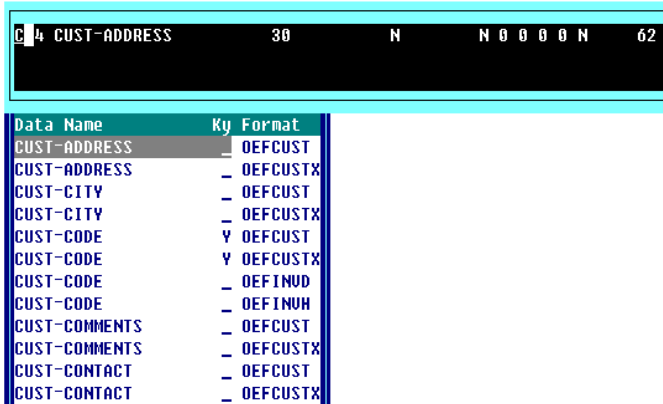 C 4 CUST-ADDRESS 30 N N 0 0 0 0 N 62
Data Name Ky Format
CUST-ADDRESS _ OEFCUST
CUST-ADDRESS _ OEFCUSTX
CUST-CITY _ OEFCUST
CUST-CITY _ OEFCUSTX
CUST-CODE Y OEFCUST
CUST-CODE Y OEFCUSTX
CUST-CODE _ OEFINVD
CUST-CODE _ OEFINVH
CUST-COMMENTS _ OEFCUST
CUST-COMMENTS _ OEFCUSTX
CUST-CONTACT _ OEFCUST
CUST-CONTACT _ OEFCUSTX